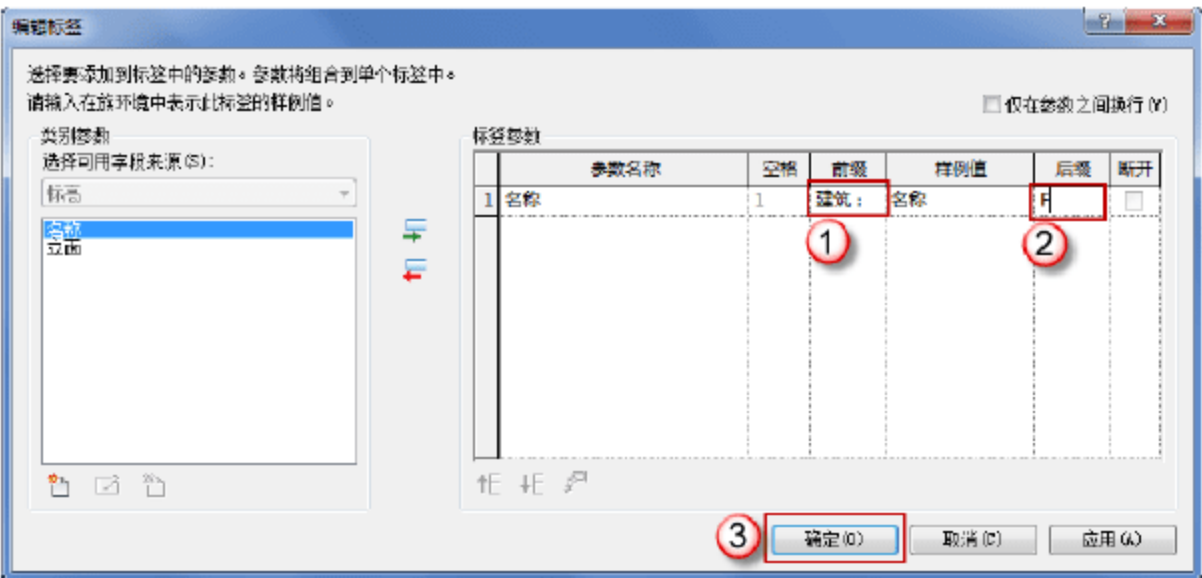 编辑标签
选择要添加到标签中的参数。参数将组合到单个标签中。
请输入在族环境中表示此标签的样例值。
仅在参数之间换行(W)
类别参数
选择可用字段来源(S):
标高
名称
立面
标签参数
参数名称 空格 前缀 样例值 后缀 断开
1 名称 1 建筑: 名称 F
1 2
3 确定(O) 取消(C) 应用(A)